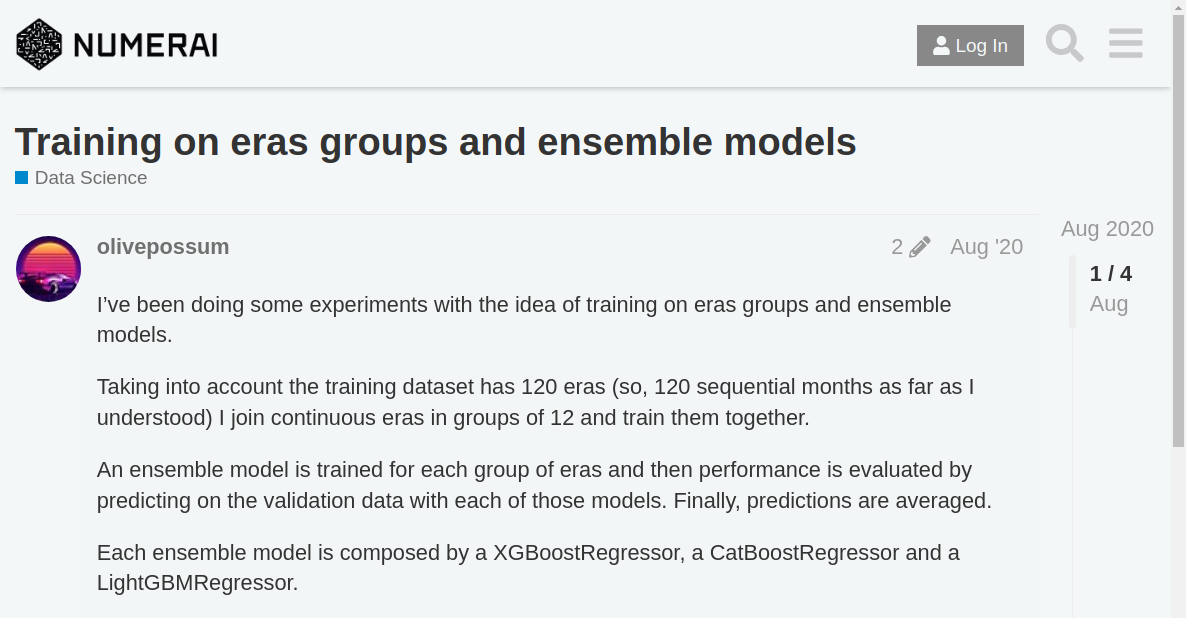 NUMERAI
Log In
Training on eras groups and ensemble models
Data Science
olivepossum
2
Aug '20
I’ve been doing some experiments with the idea of training on eras groups and ensemble
models.
Taking into account the training dataset has 120 eras (so, 120 sequential months as far as I
understood) I join continuous eras in groups of 12 and train them together.
An ensemble model is trained for each group of eras and then performance is evaluated by
predicting on the validation data with each of those models. Finally, predictions are averaged.
Each ensemble model is composed by a XGBoostRegressor, a CatBoostRegressor and a
LightGBMRegressor.
Aug 2020
1 / 4
Aug